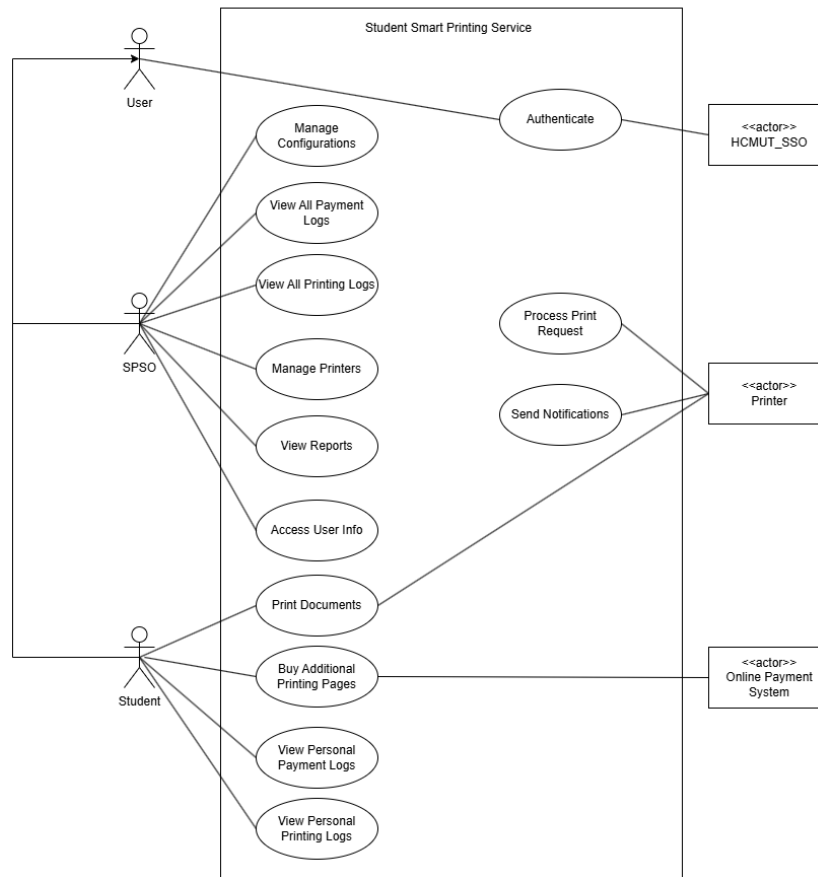 Student Smart Printing Service
User
Authenticate
<<actor>>
HCMUT_SSO
Manage
Configurations
View All Payment
Logs
View All Printing Logs
Process Print
Request
SPSO
Manage Printers
<<actor>>
Printer
Send Notifications
View Reports
Access User Info
Print Documents
Student
Buy Additional
Printing Pages
<<actor>>
Online Payment
System
View Personal
Payment Logs
View Personal
Printing Logs